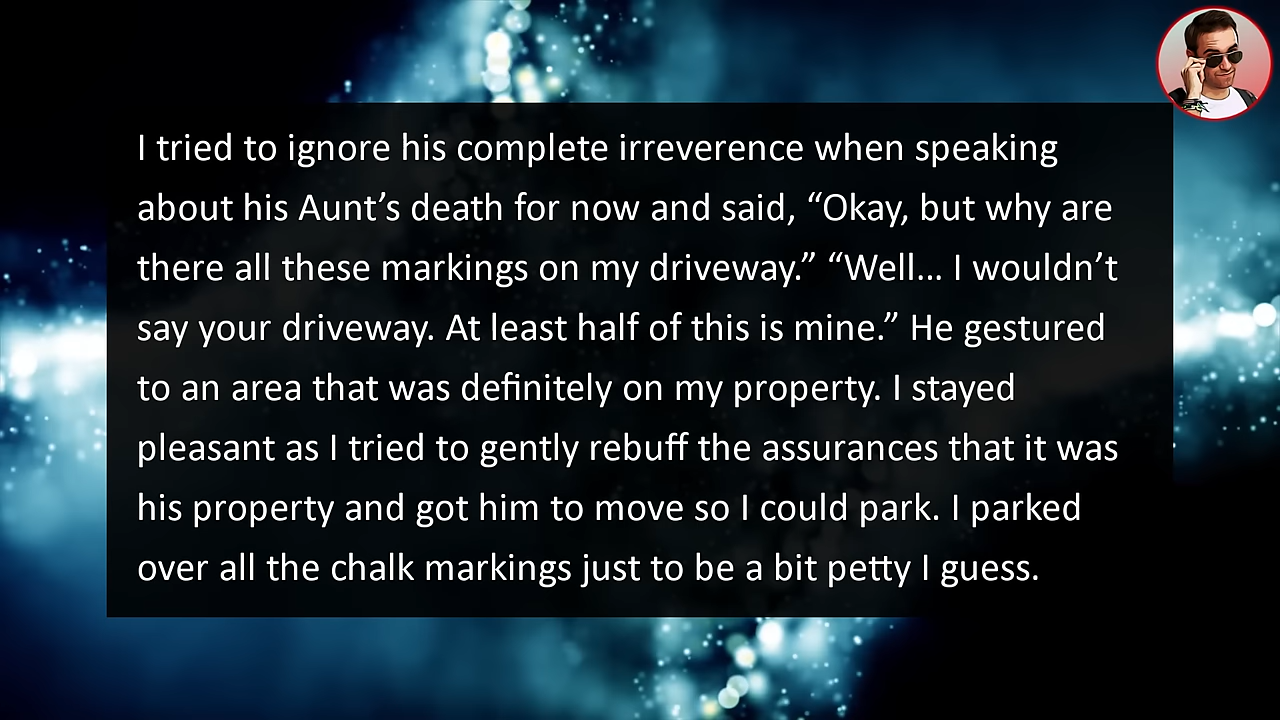 I tried to ignore his complete irreverence when speaking
about his Aunt’s death for now and said, “Okay, but why are
there all these markings on my driveway.” “Well... I wouldn’t
say your driveway. At least half of this is mine.” He gestured
to an area that was definitely on my property. I stayed
pleasant as I tried to gently rebuff the assurances that it was
his property and got him to move so I could park. I parked
over all the chalk markings just to be a bit petty I guess.